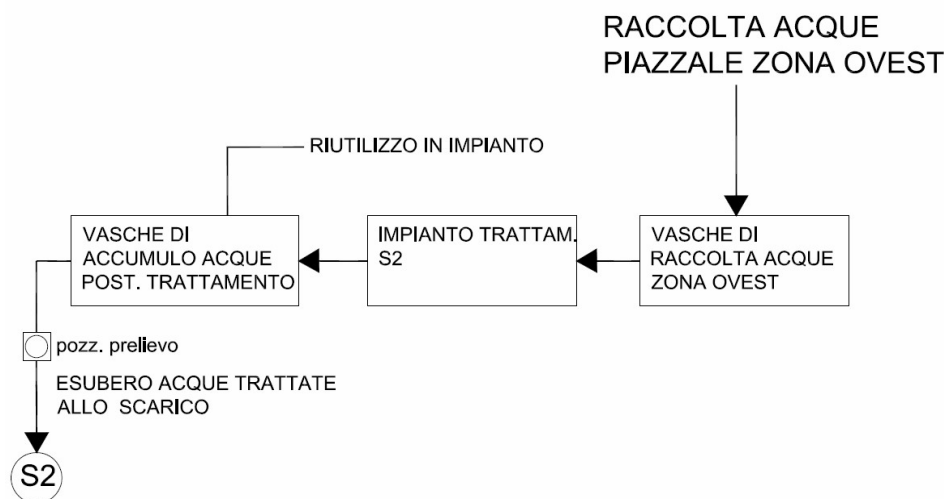 RACCOLTA ACQUE
PIAZZALE ZONA OVEST
RIUTILIZZO IN IMPIANTO
VASCHE DI
ACCUMULO ACQUE
POST. TRATTAMENTO
IMPIANTO TRATTAM.
S2
VASCHE DI
RACCOLTA ACQUE
ZONA OVEST
pozz. prelievo
ESUBERO ACQUE TRATTATE
ALLO SCARICO
S2